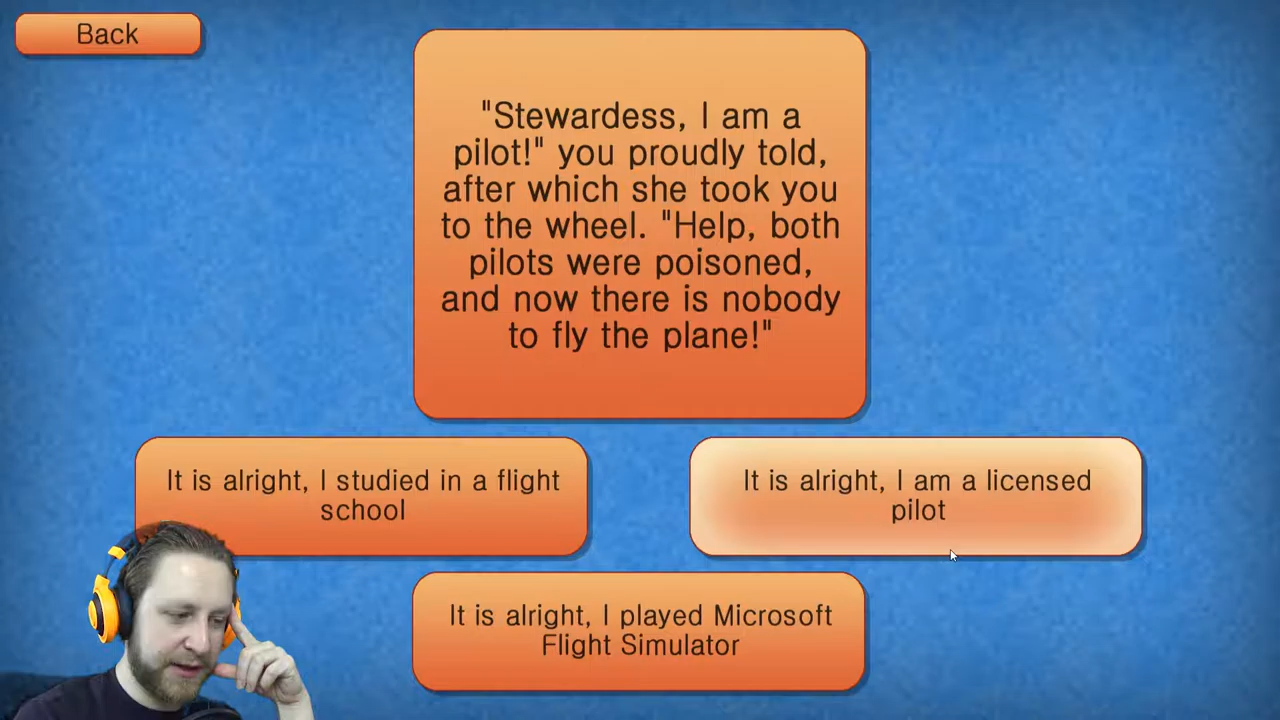 Back
"Stewardess, I am a
pilot!" you proudly told,
after which she took you
to the wheel. "Help, both
pilots were poisoned,
and now there is nobody
to fly the plane!"
It is alright, I studied in a flight
school
It is alright, I am a licensed
pilot
It is alright, I played Microsoft
Flight Simulator